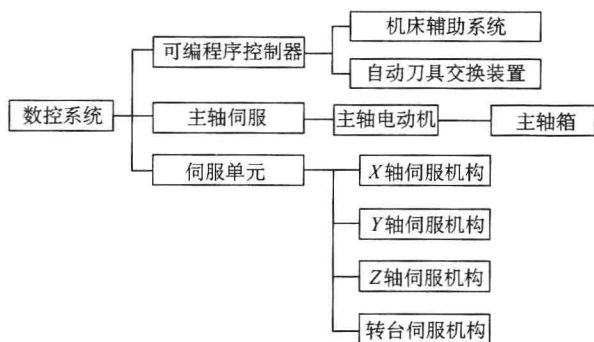 机床辅助系统
可编程序控制器
自动刀具交换装置
数控系统
主轴伺服
主轴电动机
主轴箱
伺服单元
X轴伺服机构
Y轴伺服机构
Z轴伺服机构
转台伺服机构